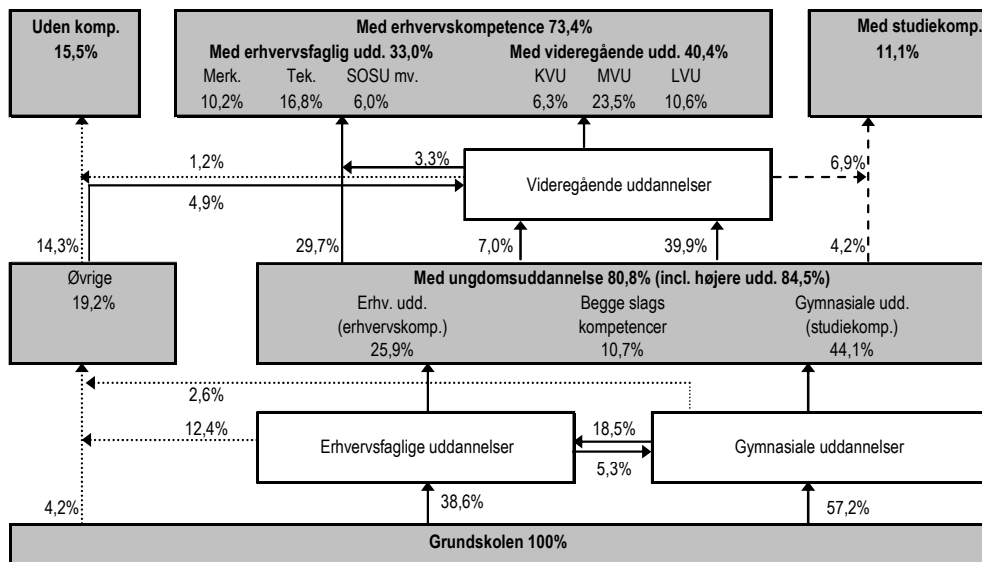 Uden komp.
15,5%
Med erhvervskompetence 73,4%
Med erhvervsfaglig udd. 33,0%
Med videregående udd. 40,4%
Merk.
Tek.
SOSU mv.
KVU
MVU
LVU
10,2%
16,8%
6,0%
6,3%
23,5%
10,6%
Med studiekomp.
11,1%
1,2%
3,3%
6,9%
Videregående uddannelser
4,9%
14,3%
29,7%
7,0%
39,9%
4,2%
Øvrige
19,2%
Med ungdomsuddannelse 80,8% (incl. højere udd. 84,5%)
Erhv. udd.
(erhvervskomp.)
25,9%
Begge slags
kompetencer
10,7%
Gymnasiale udd.
(studiekomp.)
44,1%
2,6%
12,4%
Erhvervsfaglige uddannelser
18,5%
5,3%
Gymnasiale uddannelser
4,2%
38,6%
57,2%
Grundskolen 100%